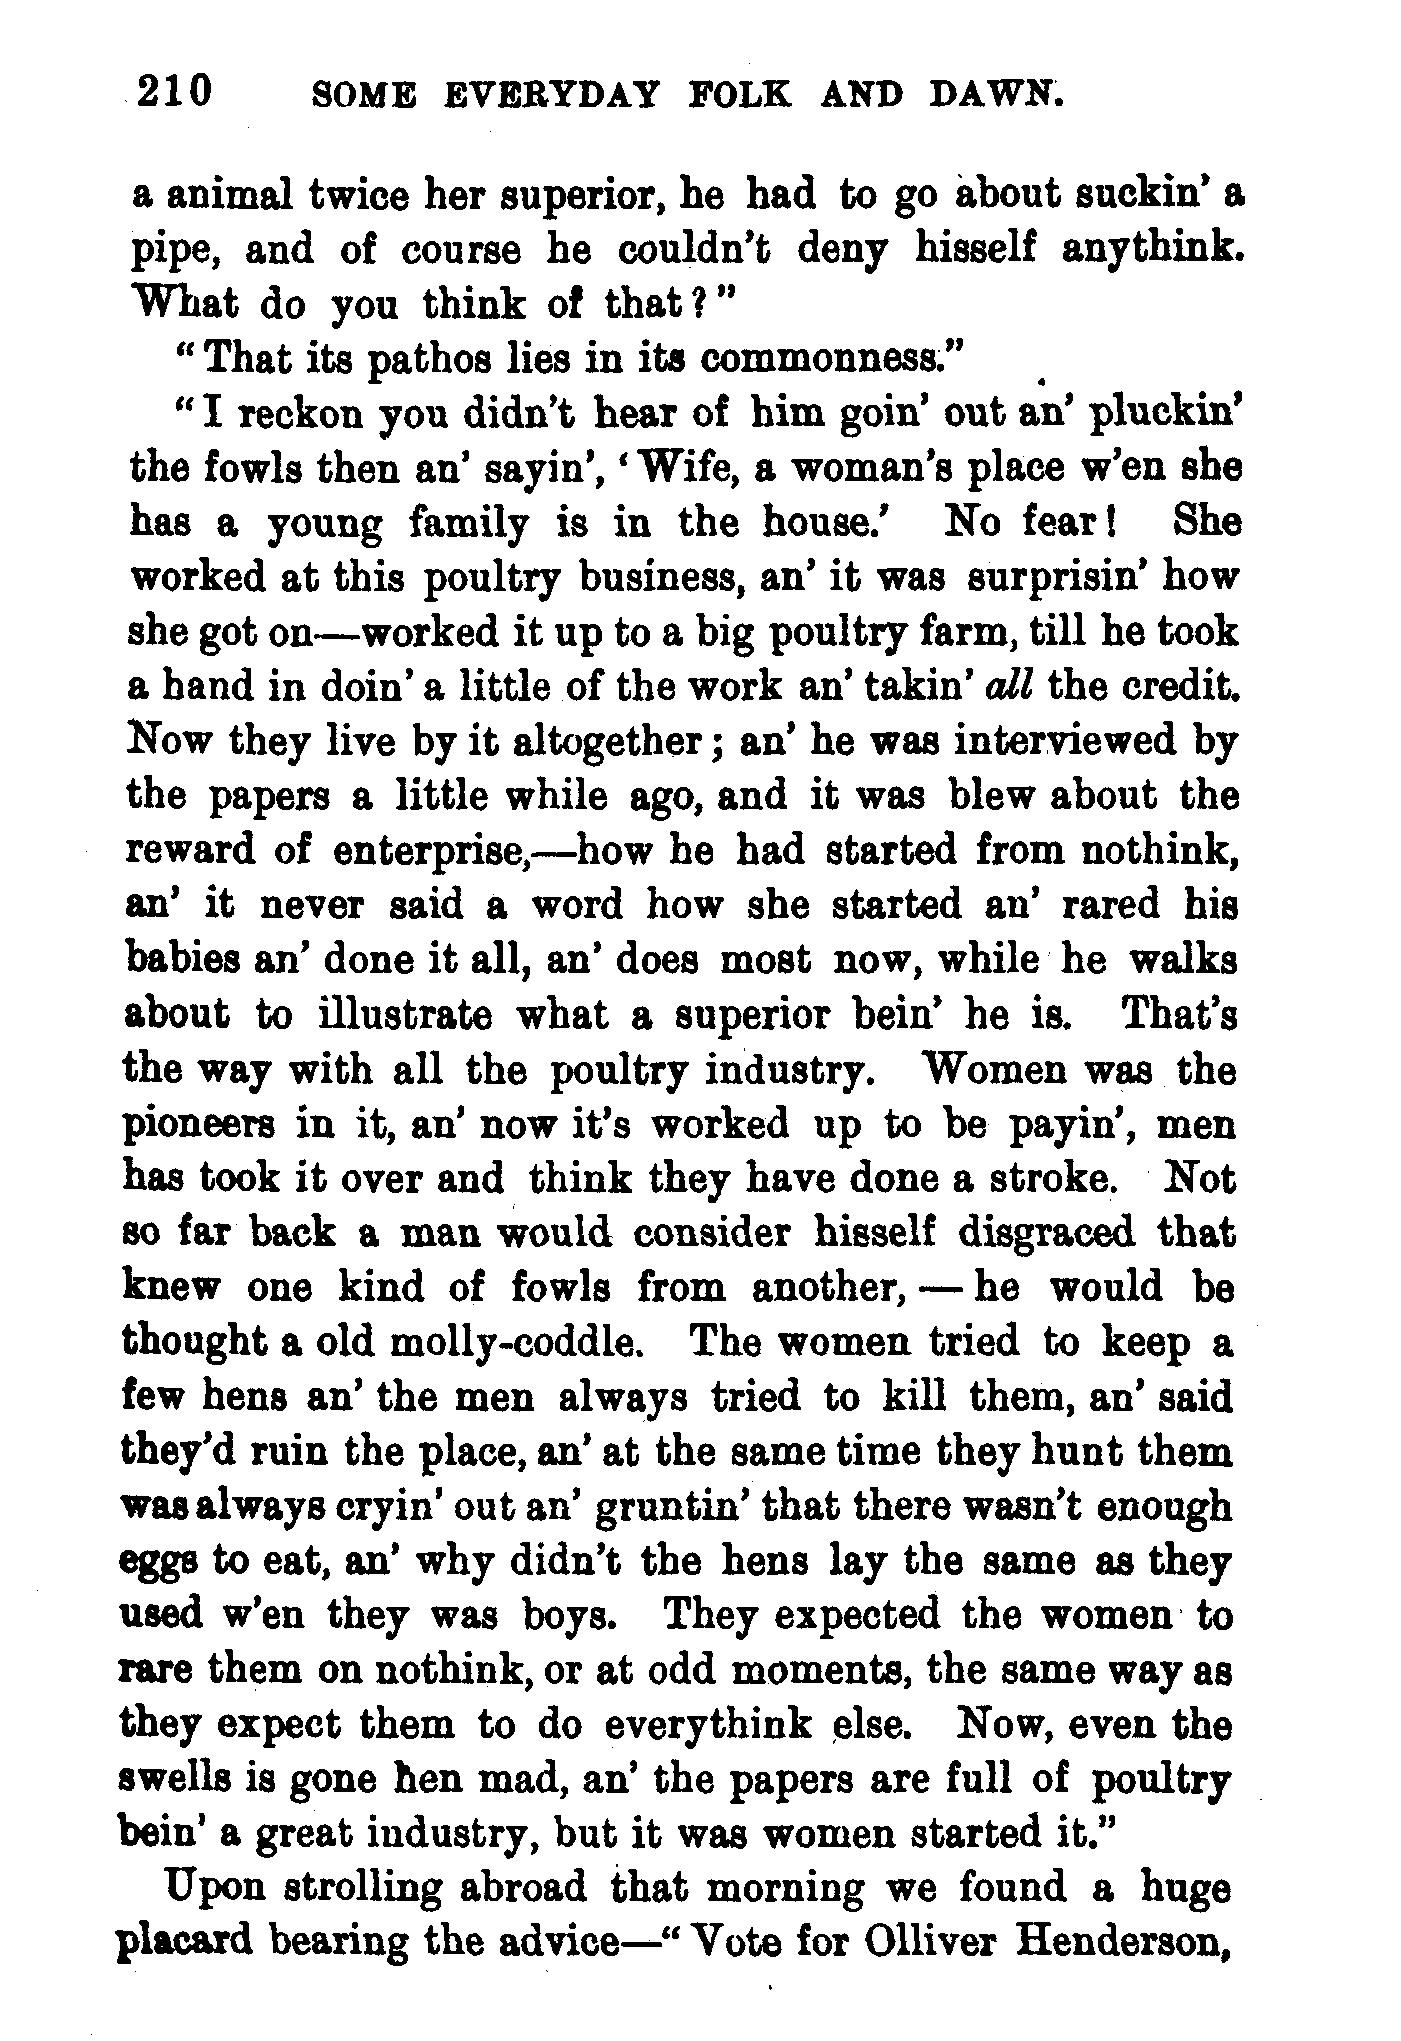 210 SOME EVERYDAY FOLK AND DAWN.
a animal twice her superior, he had to go about suckin' a
pipe, and of course he couldn't deny hisself anythink.
What do you think of that?"
"That its pathos lies in its commonness."
"I reckon you didn't hear of him goin' out an' pluckin'
the fowls then an' sayin', 'Wife, a woman's place w'en she
has a young family is in the house.' No fear! She
worked at this poultry business, an' it was surprisin' how
she got on—worked it up to a big poultry farm, till he took
a hand in doin' a little of the work an' takin' all the credit.
Now they live by it altogether; an' he was interviewed by
the papers a little while ago, and it was blew about the
reward of enterprise,—how he had started from nothink,
an' it never said a word how she started an' rared his
babies an' done it all, an' does most now, while he walks
about to illustrate what a superior bein' he is. That's
the way with all the poultry industry. Women was the
pioneers in it, an' now it's worked up to be payin', men
has took it over and think they have done a stroke. Not
so far back a man would consider hisself disgraced that
knew one kind of fowls from another,—he would be
thought a old molly-coddle. The women tried to keep a
few hens an' the men always tried to kill them, an' said
they'd ruin the place, an' at the same time they hunt them
was always cryin' out an' gruntin' that there wasn't enough
eggs to eat, an' why didn't the hens lay the same as they
used w'en they was boys. They expected the women to
rare them on nothink, or at odd moments, the same way as
they expect them to do everythink else. Now, even the
swells is gone hen mad, an' the papers are full of poultry
bein' a great industry, but it was women started it."
Upon strolling abroad that morning we found a huge
placard bearing the advice—"Vote for Olliver Henderson,